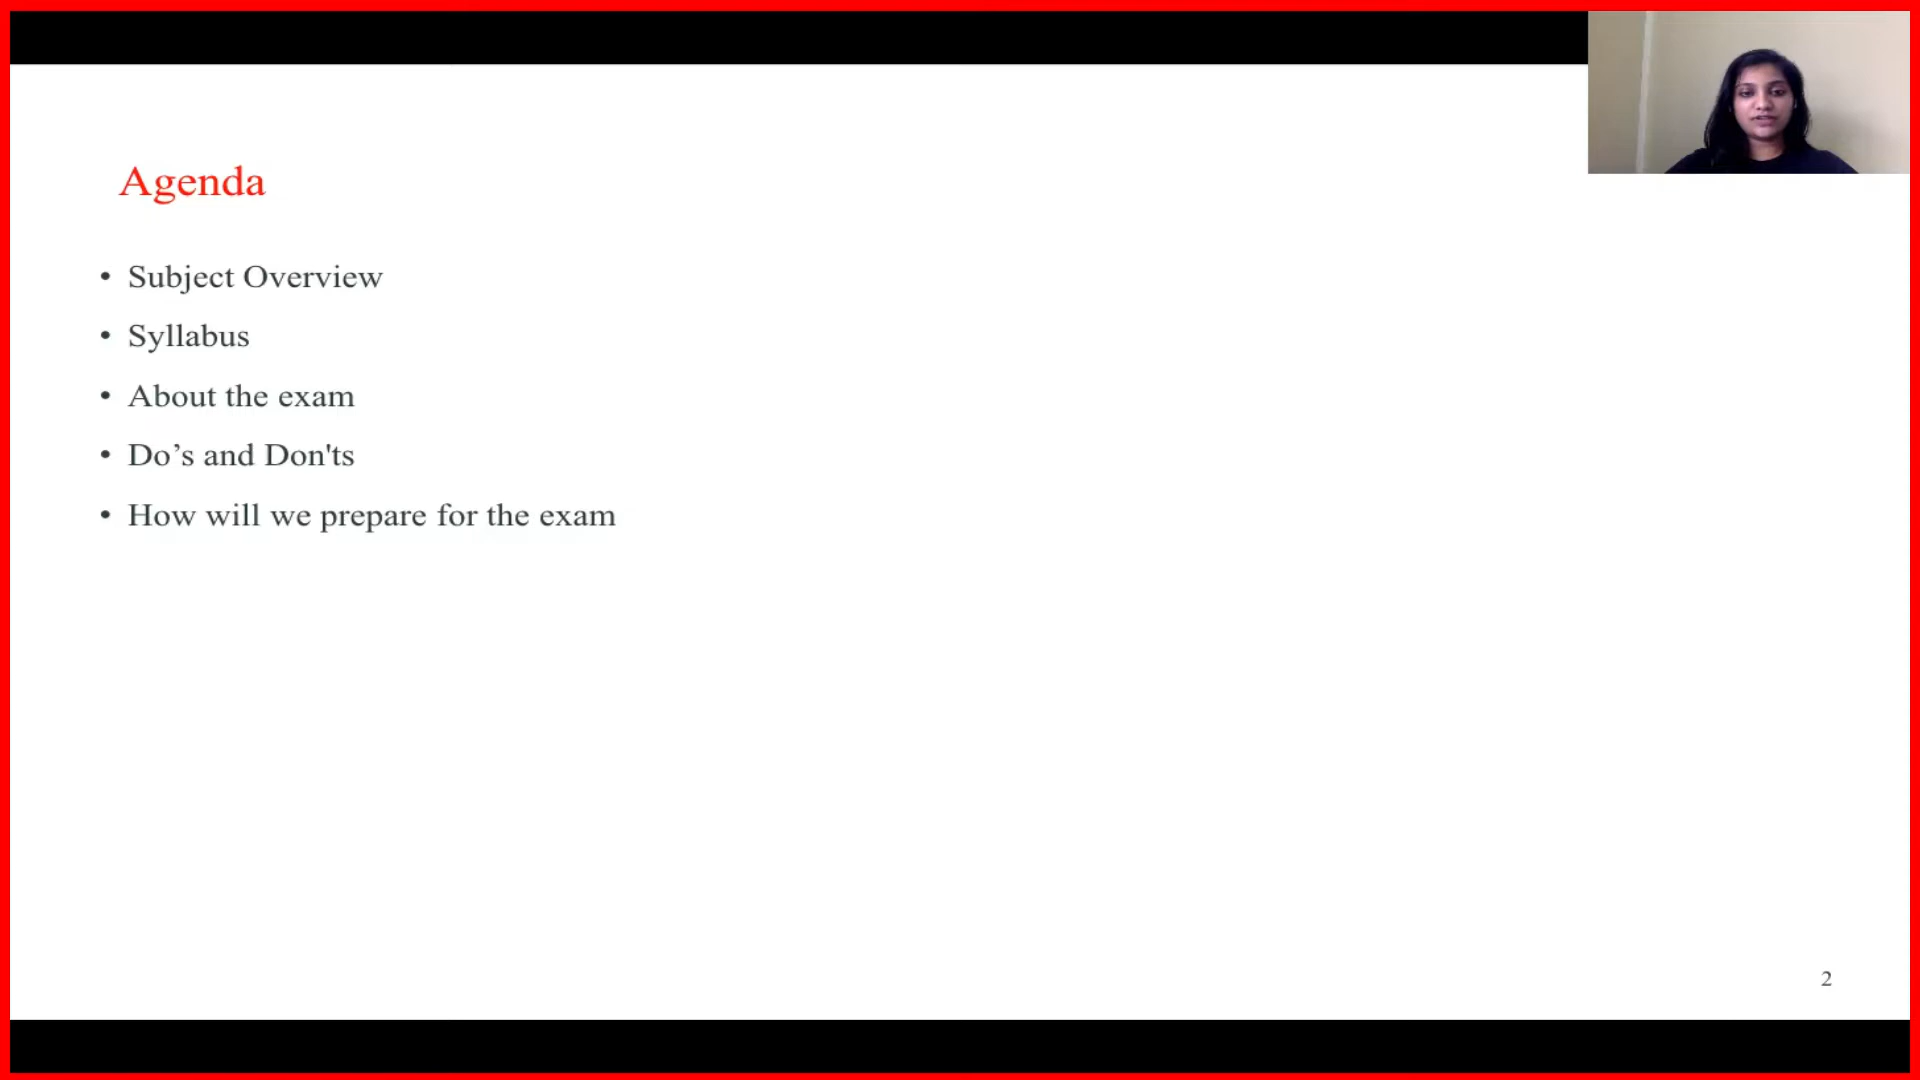 Agenda
• Subject Overview
• Syllabus
• About the exam
• Do’s and Don'ts
• How will we prepare for the exam
2